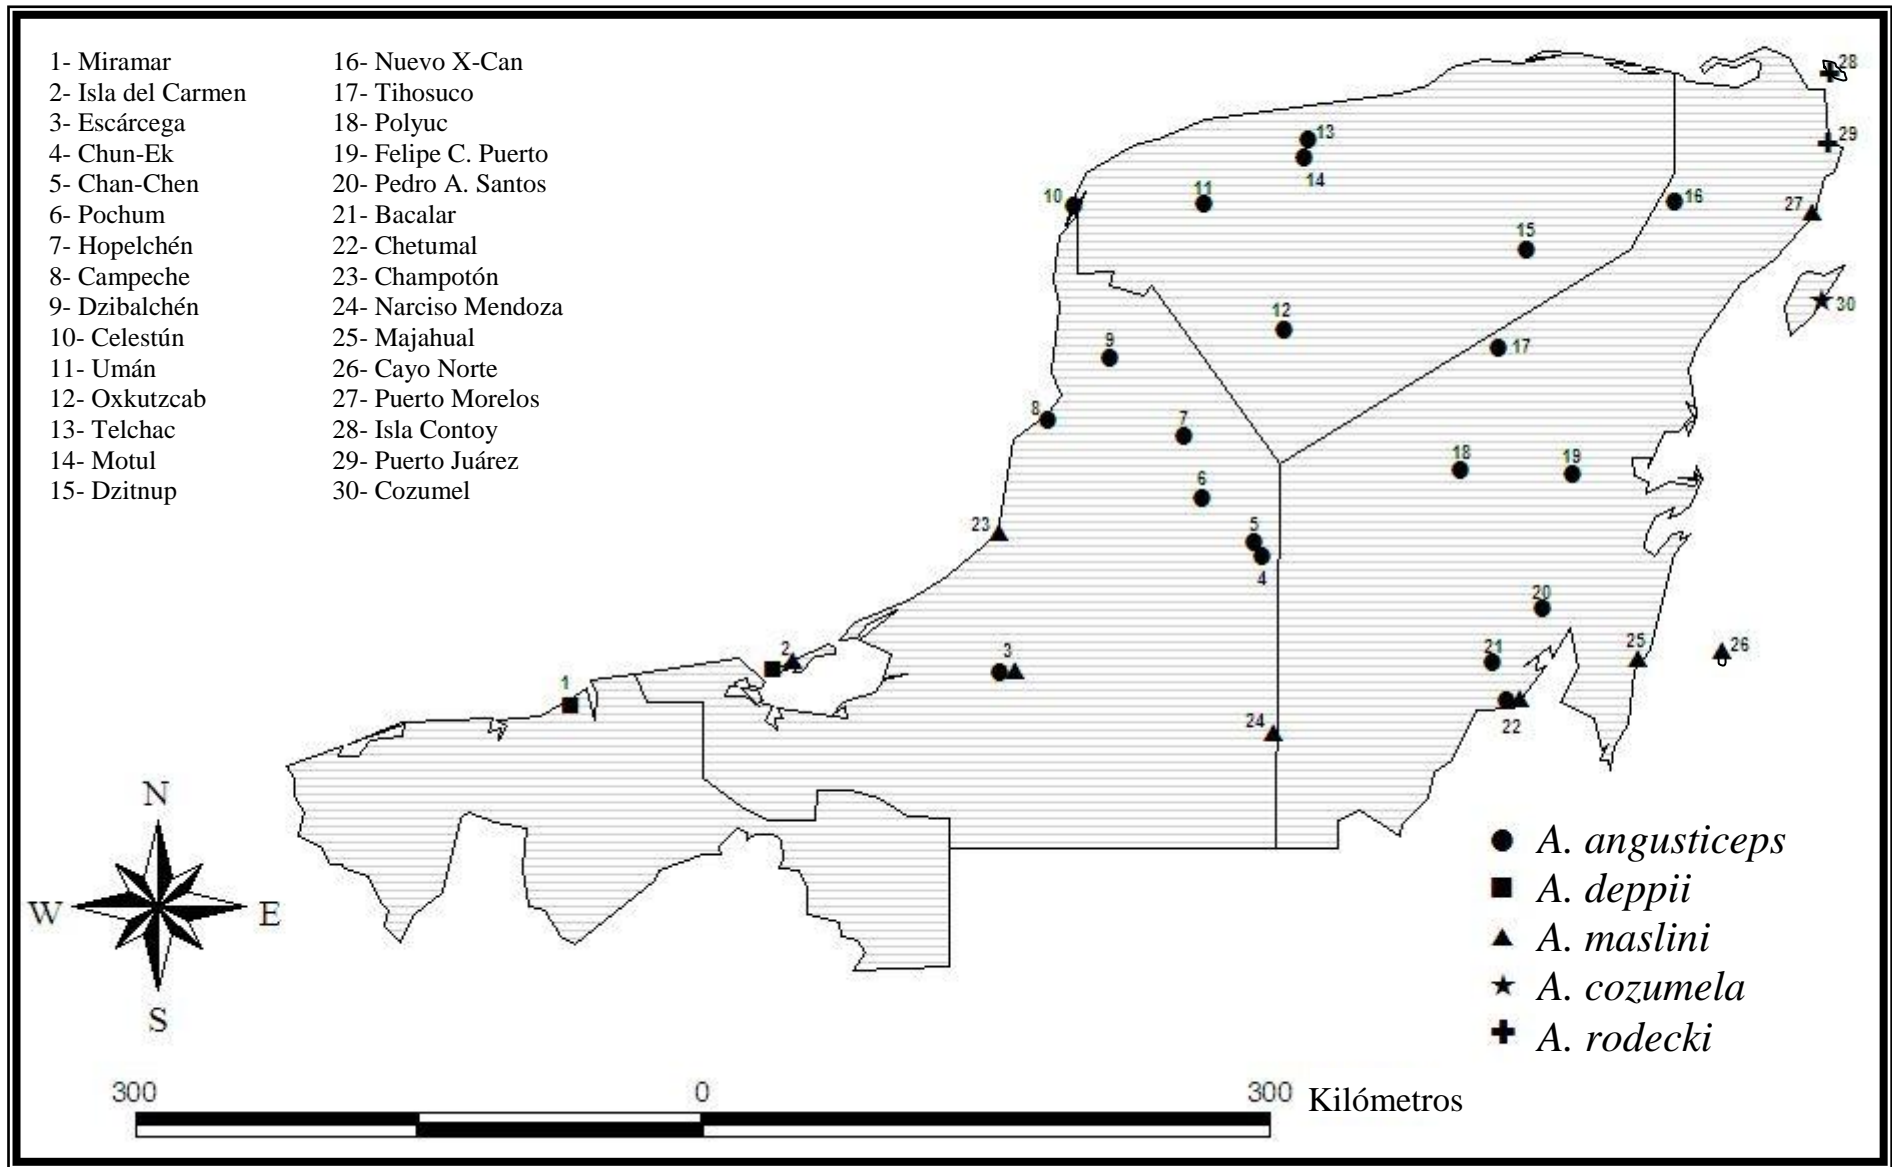 1- Miramar
2- Isla del Carmen
3- Escárcega
4- Chun-Ek
5- Chan-Chen
6- Pochum
7- Hopelchén
8- Campeche
9- Dzibalchén
10- Celestún
11- Umán
12- Oxkutzcab
13- Telchac
14- Motul
15- Dzitnup
16- Nuevo X-Can
17- Tihosuco
18- Polyuc
19- Felipe C. Puerto
20- Pedro A. Santos
21- Bacalar
22- Chetumal
23- Champotón
24- Narciso Mendoza
25- Majahual
26- Cayo Norte
27- Puerto Morelos
28- Isla Contoy
29- Puerto Juárez
30- Cozumel
28
13
29
14
10
11
16
27
15
30
12
17
9
8
7
18
19
6
23
5
4
20
2
3
21
25
26
1
22
24
N
W
E
S
A. angusticeps
A. deppii
A. maslini
A. cozumela
A. rodecki
300 0 300 Kilómetros